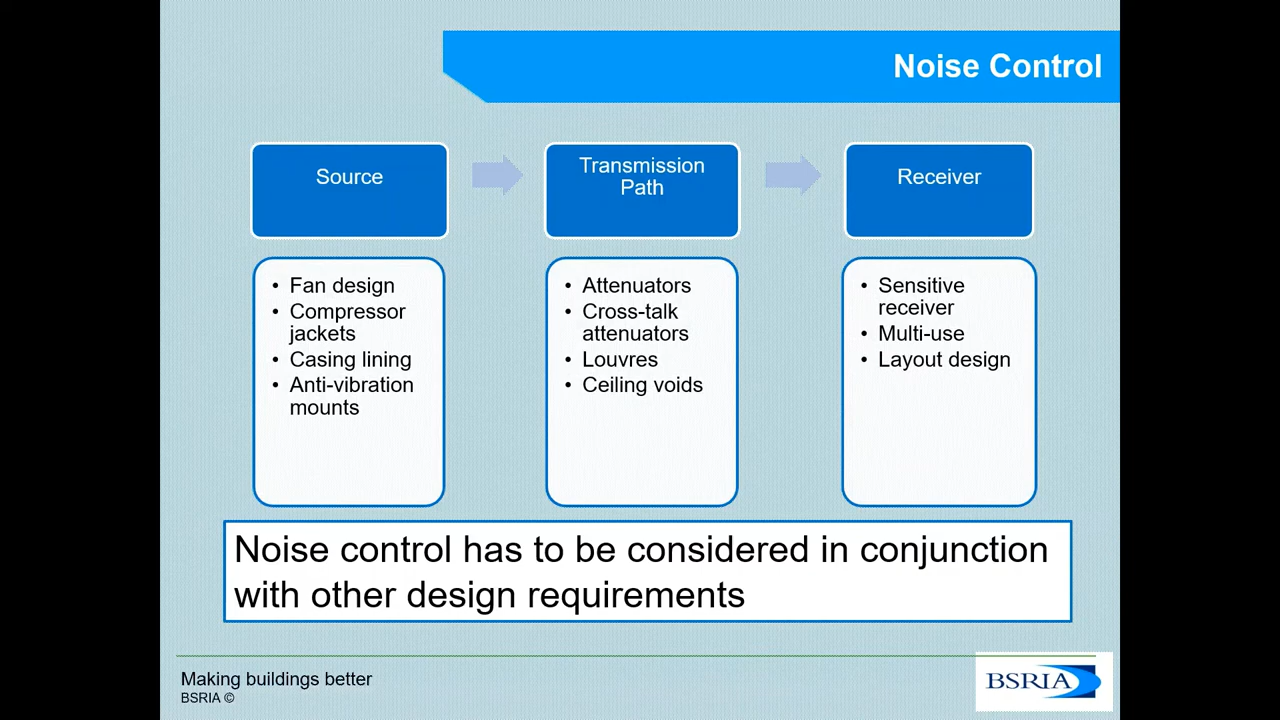 Noise Control
Source
Transmission
Path
Receiver
• Fan design
• Compressor
jackets
• Casing lining
• Anti-vibration
mounts
• Attenuators
• Cross-talk
attenuators
• Louvres
• Ceiling voids
• Sensitive
receiver
• Multi-use
• Layout design
Noise control has to be considered in conjunction
with other design requirements
Making buildings better
BSRIA ©
BSRIA